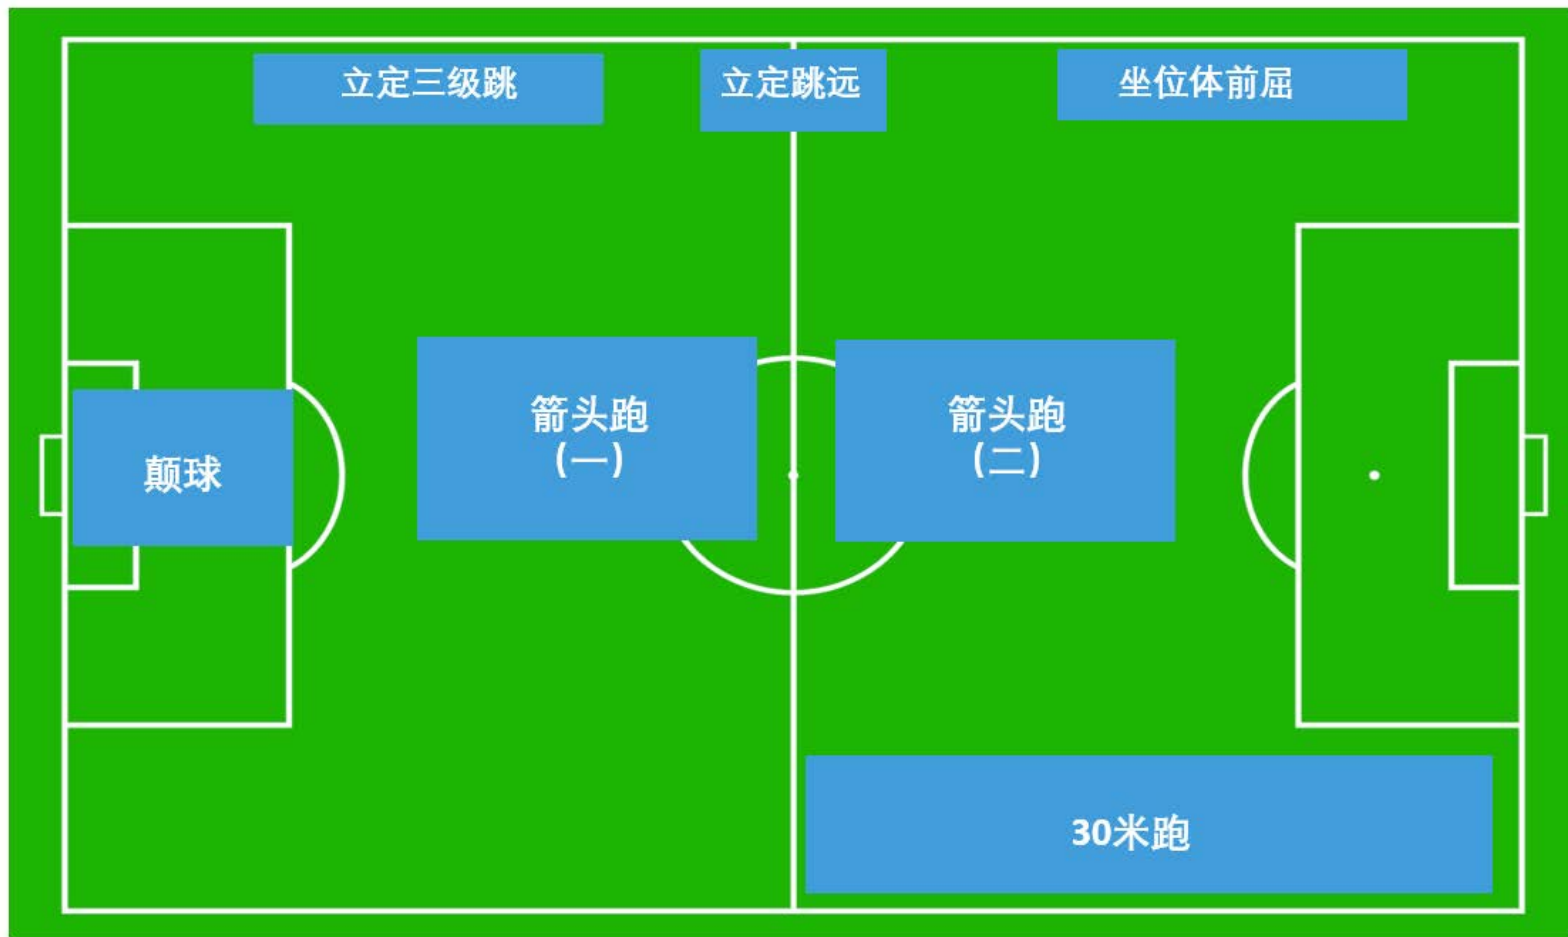 立定三级跳
立定跳远
坐位体前屈
箭头跑
(一)
箭头跑
(二)
颠球
30米跑